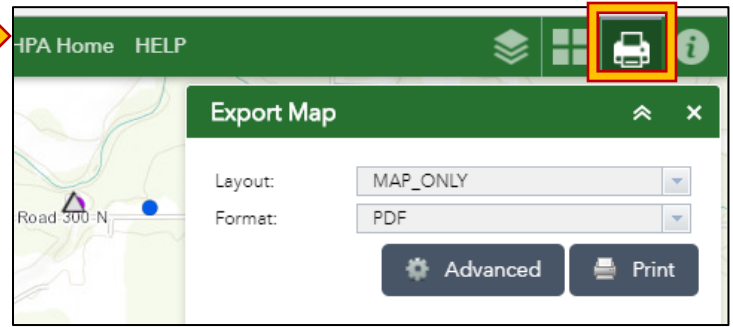 HPA Home HELP
Export Map
Layout: MAP_ONLY
Format: PDF
Road 300 N
Advanced Print